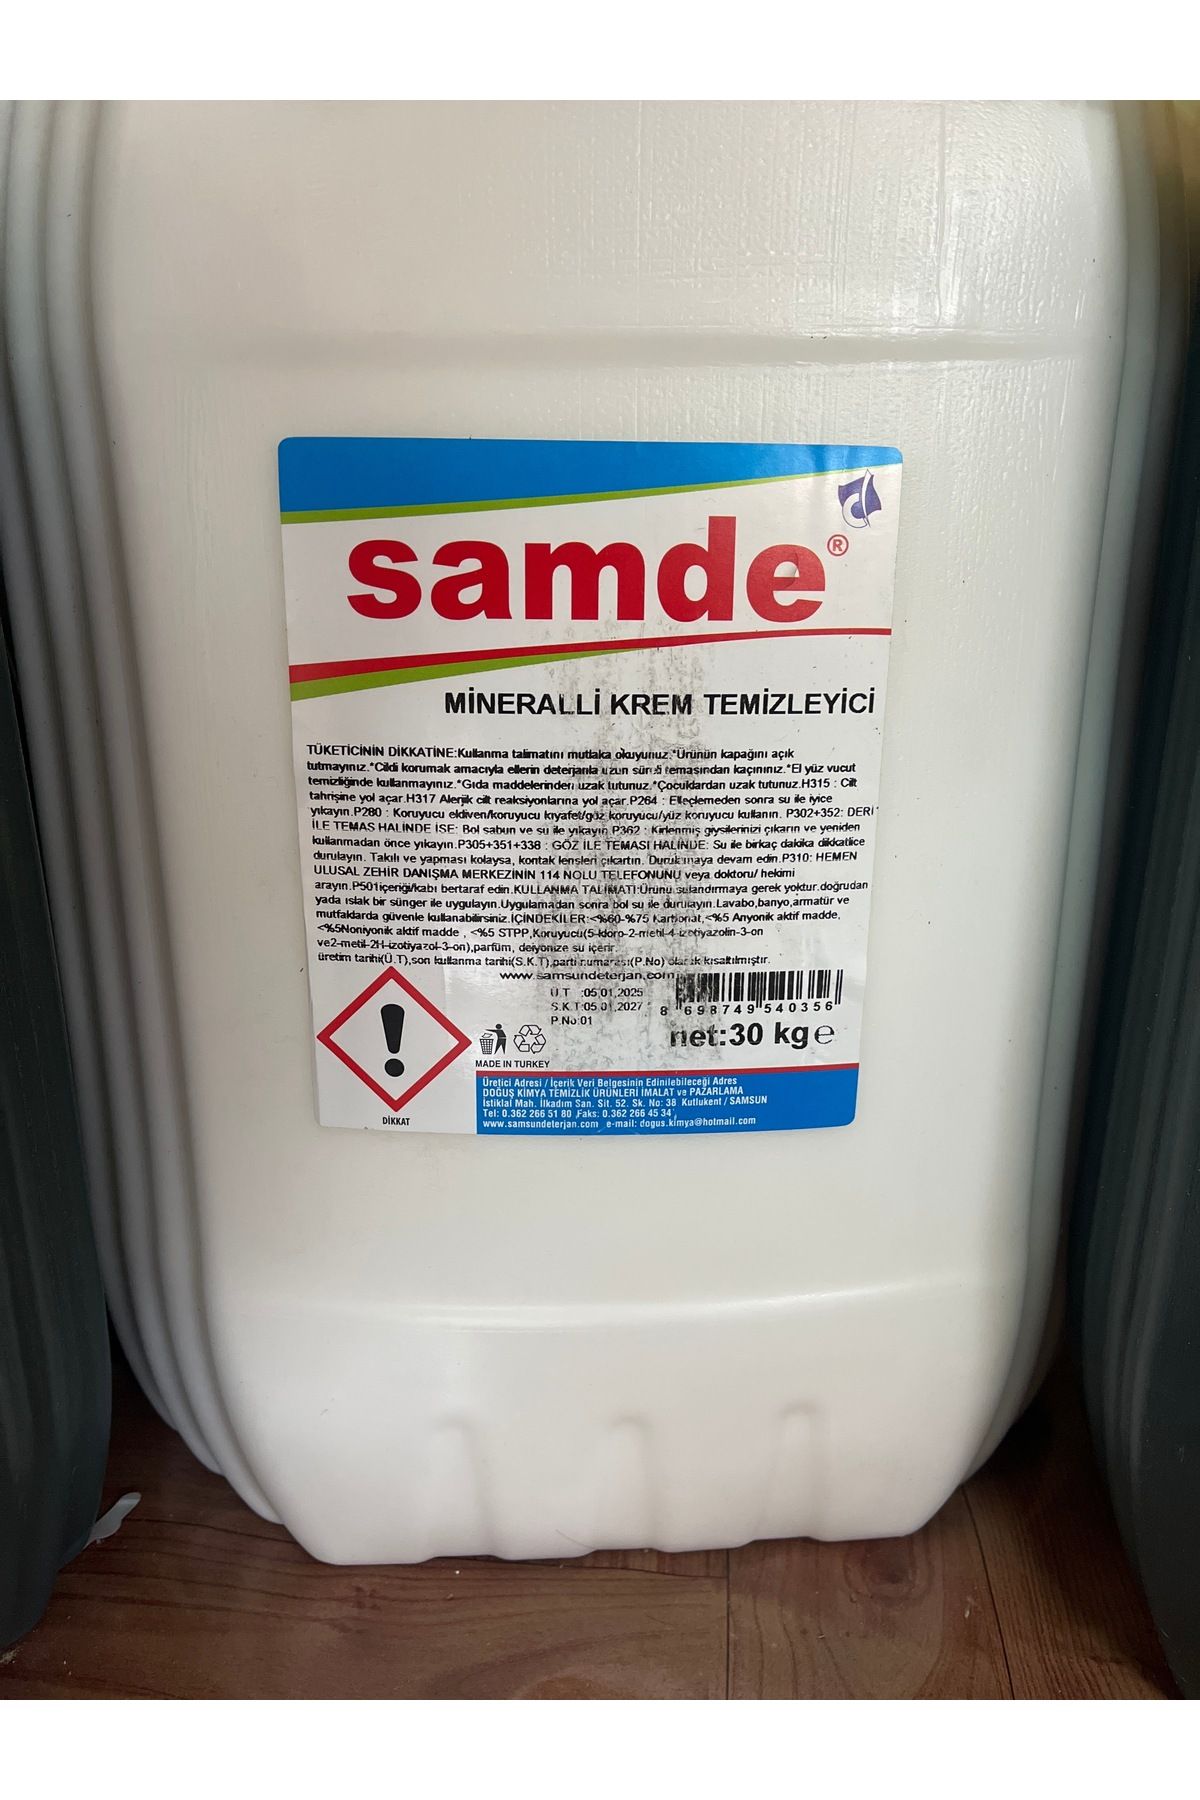 samde®
MİNERALLİ KREM TEMİZLEYİCİ
TÜKETİCİNİN DİKKATİNE:Kullanma talimatını mutlaka okuyunuz.*Ürünün kapağını açık
tutmayınız.*Cildi korumak amacıyla ellerin deterjanla uzun süreli temasından kaçınınız.*El yüz vucut
temizliğinde kullanmayınız.*Gıda maddelerinden uzak tutunuz.*Çocuklardan uzak tutunuz.H315 : Cilt
tahrişine yol açar.H317 Alerjik cilt reaksiyonlarına yol açar.P264 : Elleçlemeden sonra su ile iyice
yıkayın.P280 : Koruyucu eldiven/koruyucu kıyafet/göz koruyucu/yüz koruyucu kullanın. P302+352: DERİ
İLE TEMAS HALİNDE İSE: Bol sabun ve su ile yıkayın.P362 : Kirlenmiş giysilerinizi çıkarın ve yeniden
kullanmadan önce yıkayın.P305+351+338 : GÖZ İLE TEMASI HALİNDE: Su ile birkaç dakika dikkatlice
durulayın. Takılı ve yapması kolaysa, kontak lensleri çıkartın. Durulamaya devam edin.P310: HEMEN
ULUSAL ZEHİR DANIŞMA MERKEZİNİN 114 NOLU TELEFONUNU veya doktoru/ hekimi
arayın.P501içeriği/kabı bertaraf edin.KULLANMA TALİMATI:Ürünü sulandırmaya gerek yoktur.doğrudan
yada ıslak bir sünger ile uygulayın.Uygulamadan sonra bol su ile durulayın.Lavabo,banyo,armatür ve
mutfaklarda güvenle kullanabilirsiniz.İÇİNDEKİLER:<%60-%75 Karbonat,<%5 Anyonik aktif madde,
<%5Noniyonik aktif madde , <%5 STPP,Koruyucu(5-kloro-2-metil-4-izotiyazolin-3-on
ve2-metil-2H-izotiyazol-3-on),parfüm, deiyonize su içerir.
üretim tarihi(Ü.T),son kullanma tarihi(S.K.T),parti numarası(P.No) olarak kısaltılmıştır.
www.samsundeterjan.com
Ü.T :05.01.2025
S.K.T:05.01.2027
P.No:01
8 698749 540356
net:30 kg e
MADE IN TURKEY
DİKKAT
Üretici Adresi / İçerik Veri Belgesinin Edinilebileceği Adres
DOĞUŞ KİMYA TEMİZLİK ÜRÜNLERİ İMALAT ve PAZARLAMA
İstiklal Mah. İlkadım San. Sit. 52. Sk. No: 38 Kutlukent / SAMSUN
Tel: 0.362 266 51 80 Faks: 0.362 266 45 34
www.samsundeterjan.com e-mail: dogus.kimya@hotmail.com